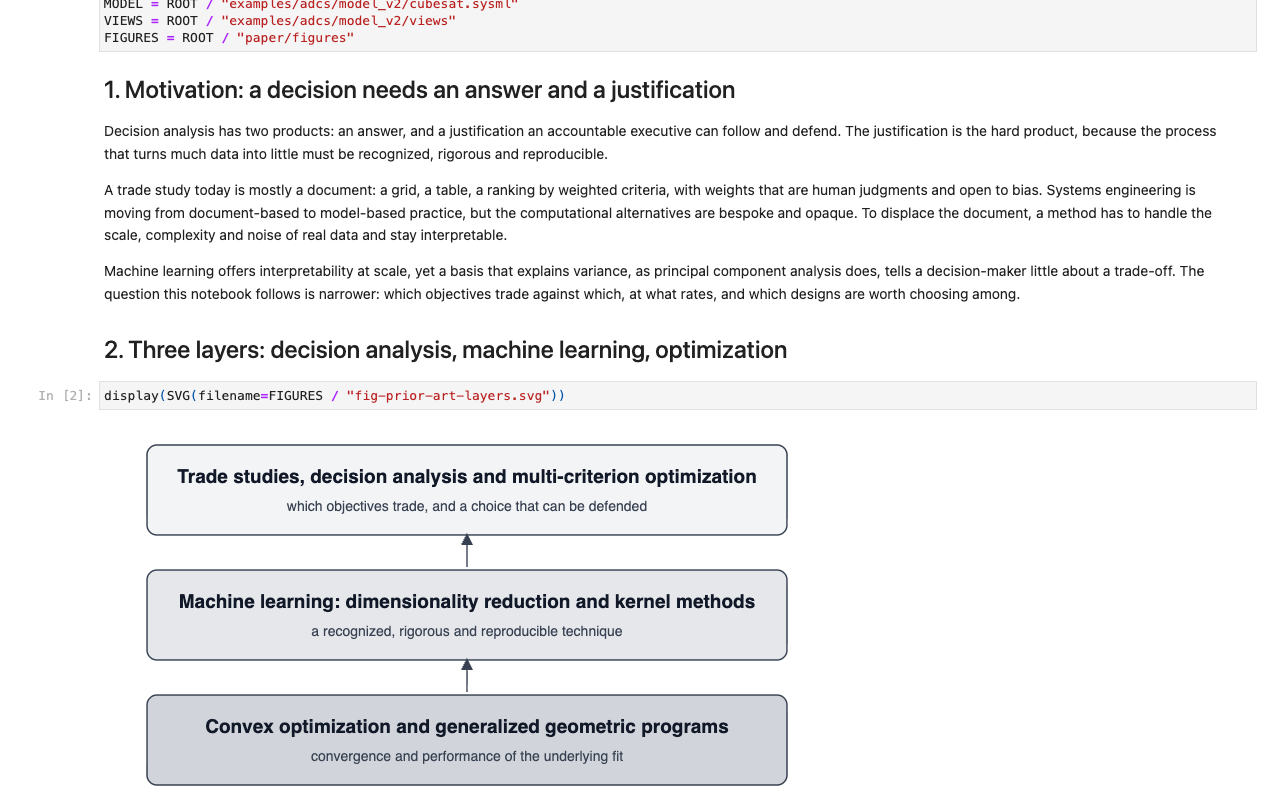 MODEL = ROOT / "examples/adcs/model_v2/cubesat.sysml"
VIEWS = ROOT / "examples/adcs/model_v2/views"
FIGURES = ROOT / "paper/figures"
1. Motivation: a decision needs an answer and a justification
Decision analysis has two products: an answer, and a justification an accountable executive can follow and defend. The justification is the hard product, because the process
that turns much data into little must be recognized, rigorous and reproducible.
A trade study today is mostly a document: a grid, a table, a ranking by weighted criteria, with weights that are human judgments and open to bias. Systems engineering is
moving from document-based to model-based practice, but the computational alternatives are bespoke and opaque. To displace the document, a method has to handle the
scale, complexity and noise of real data and stay interpretable.
Machine learning offers interpretability at scale, yet a basis that explains variance, as principal component analysis does, tells a decision-maker little about a trade-off. The
question this notebook follows is narrower: which objectives trade against which, at what rates, and which designs are worth choosing among.
2. Three layers: decision analysis, machine learning, optimization
In [2]: display(SVG(filename=FIGURES / "fig-prior-art-layers.svg"))
Trade studies, decision analysis and multi-criterion optimization
which objectives trade, and a choice that can be defended
Machine learning: dimensionality reduction and kernel methods
a recognized, rigorous and reproducible technique
Convex optimization and generalized geometric programs
convergence and performance of the underlying fit